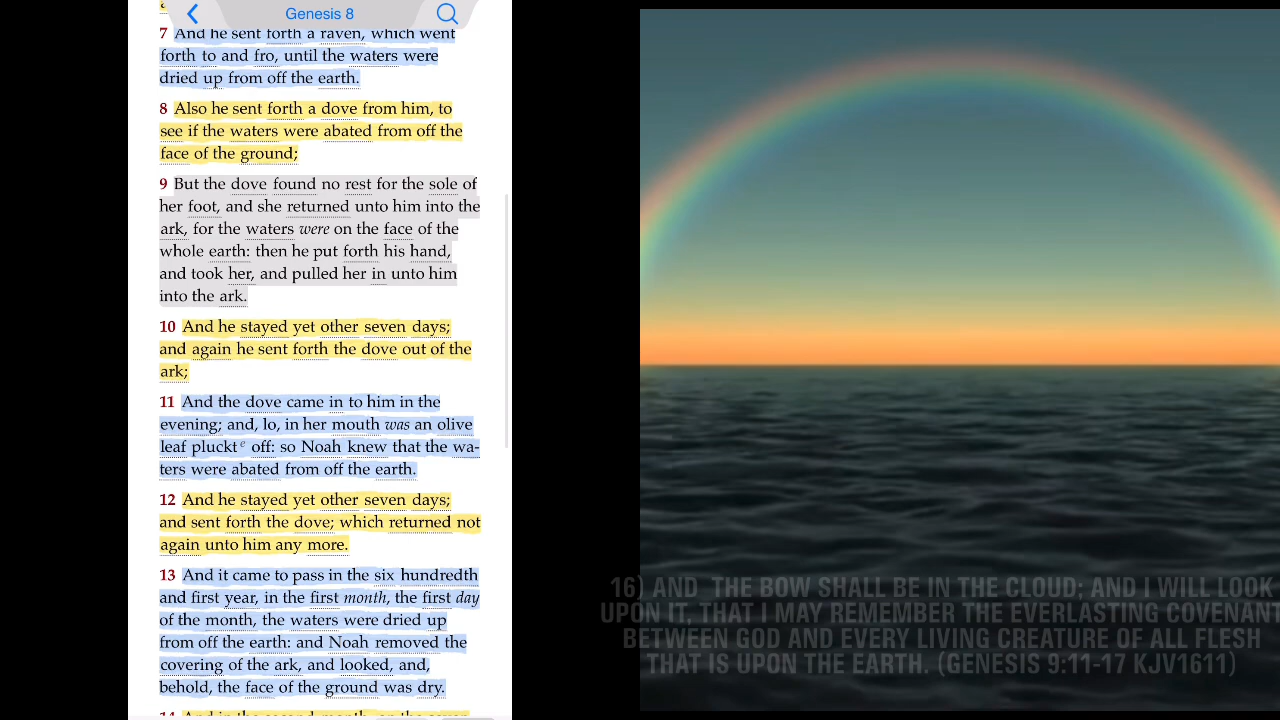 Genesis 8
7 And he sent forth a raven, which went
forth to and fro, until the waters were
dried up from off the earth.
8 Also he sent forth a dove from him, to
see if the waters were abated from off the
face of the ground;
9 But the dove found no rest for the sole of
her foot, and she returned unto him into the
ark, for the waters were on the face of the
whole earth: then he put forth his hand,
and took her, and pulled her in unto him
into the ark.
10 And he stayed yet other seven days;
and again he sent forth the dove out of the
ark;
11 And the dove came in to him in the
evening; and, lo, in her mouth was an olive
leaf pluckt e off: so Noah knew that the wa-
ters were abated from off the earth.
12 And he stayed yet other seven days;
and sent forth the dove; which returned not
again unto him any more.
13 And it came to pass in the six hundredth
and first year, in the first month, the first day
of the month, the waters were dried up
from off the earth: and Noah removed the
covering of the ark, and looked, and,
behold, the face of the ground was dry.
16) AND THE BOW SHALL BE IN THE CLOUD; AND I WILL LOOK
UPON IT, THAT I MAY REMEMBER THE EVERLASTING COVENANT
BETWEEN GOD AND EVERY LIVING CREATURE OF ALL FLESH
THAT IS UPON THE EARTH. (GENESIS 9:11-17 KJV1611)